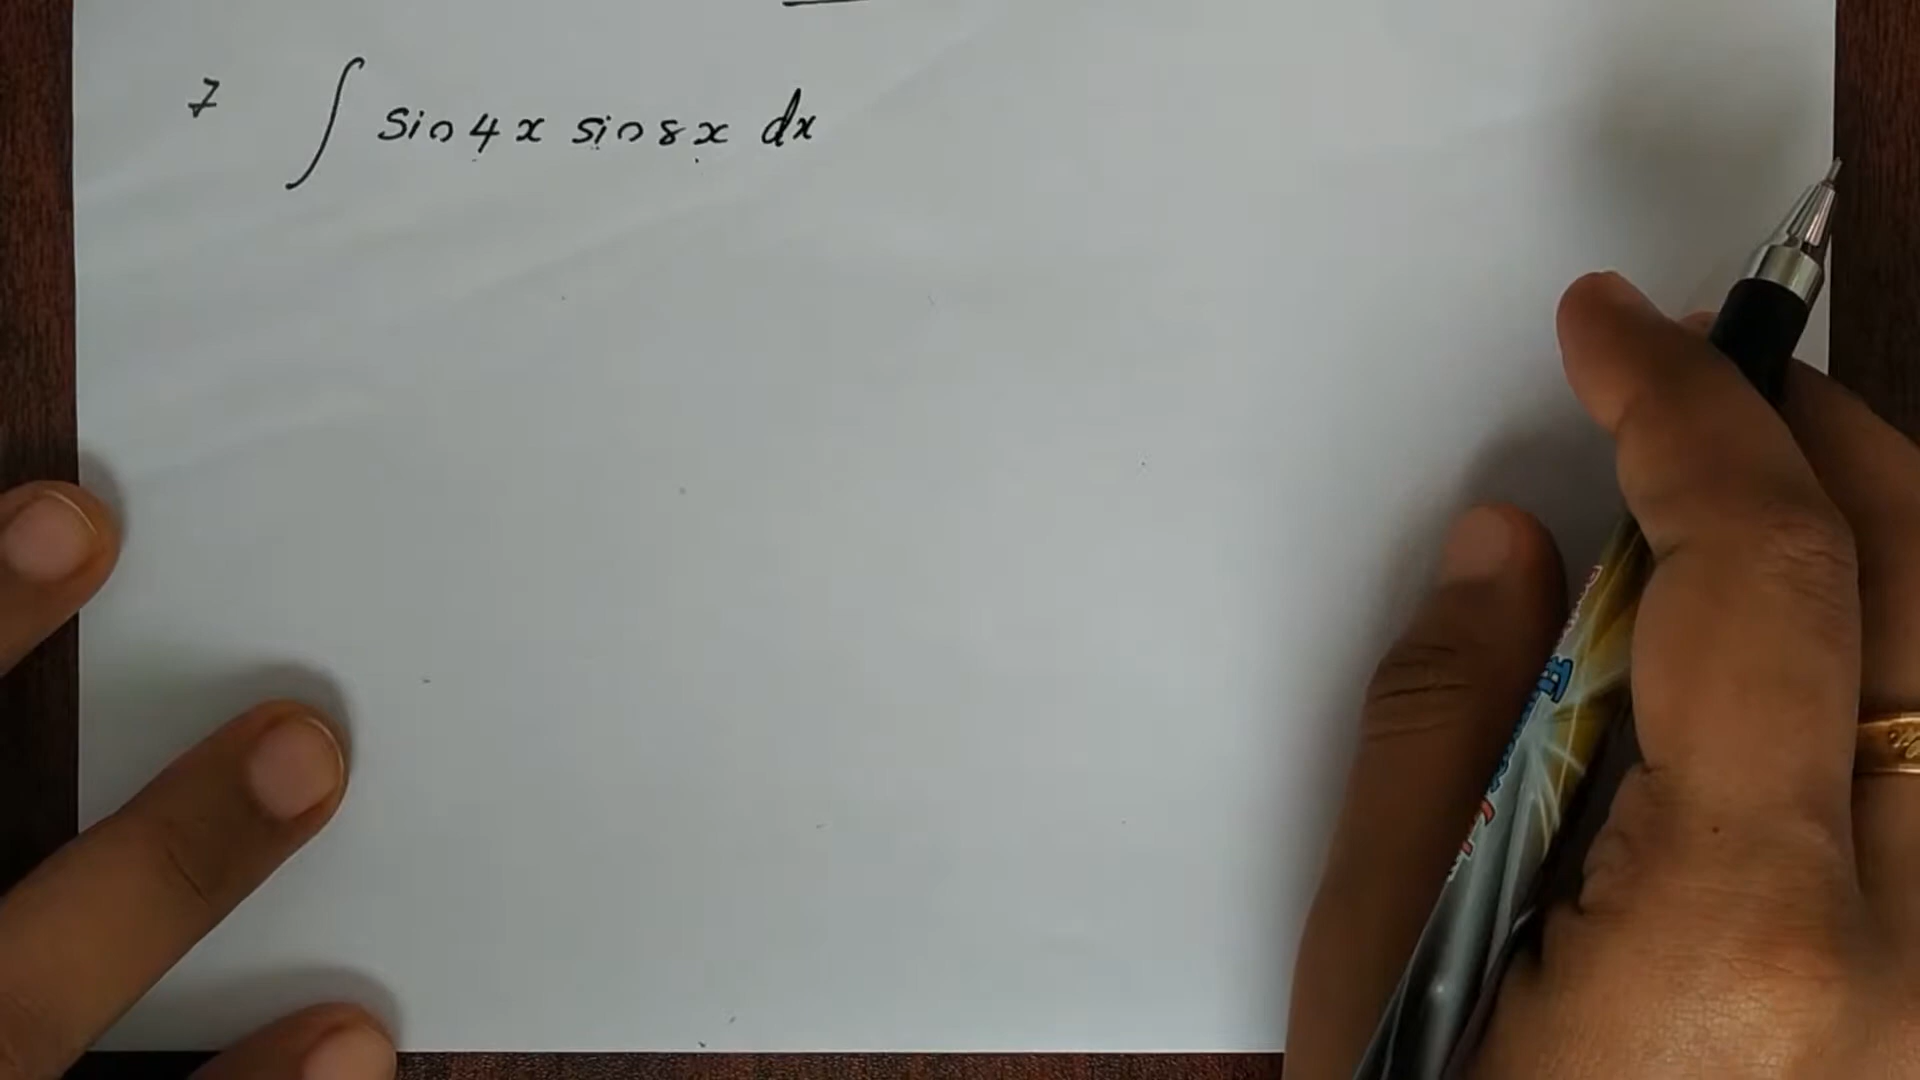 7 ∫ sin 4x sin 8x dx